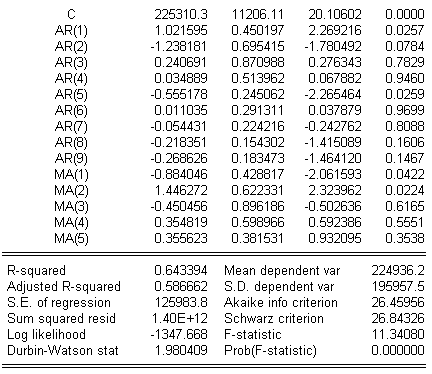 C 225310.3 11206.11 20.10602 0.0000
AR(1) 1.021595 0.450197 2.269216 0.0257
AR(2) -1.238181 0.695415 -1.780492 0.0784
AR(3) 0.240691 0.870988 0.276343 0.7829
AR(4) 0.034889 0.513962 0.067882 0.9460
AR(5) -0.555178 0.245062 -2.265464 0.0259
AR(6) 0.011035 0.291311 0.037879 0.9699
AR(7) -0.054431 0.224216 -0.242762 0.8088
AR(8) -0.218351 0.154302 -1.415089 0.1606
AR(9) -0.268626 0.183473 -1.464120 0.1467
MA(1) -0.884046 0.428817 -2.061593 0.0422
MA(2) 1.446272 0.622331 2.323962 0.0224
MA(3) -0.450456 0.896186 -0.502636 0.6165
MA(4) 0.354819 0.598966 0.592386 0.5551
MA(5) 0.355623 0.381531 0.932095 0.3538
R-squared 0.643394 Mean dependent var 224936.2
Adjusted R-squared 0.586662 S.D. dependent var 195957.5
S.E. of regression 125983.8 Akaike info criterion 26.45956
Sum squared resid 1.40E+12 Schwarz criterion 26.84326
Log likelihood -1347.668 F-statistic 11.34080
Durbin-Watson stat 1.980409 Prob(F-statistic) 0.000000